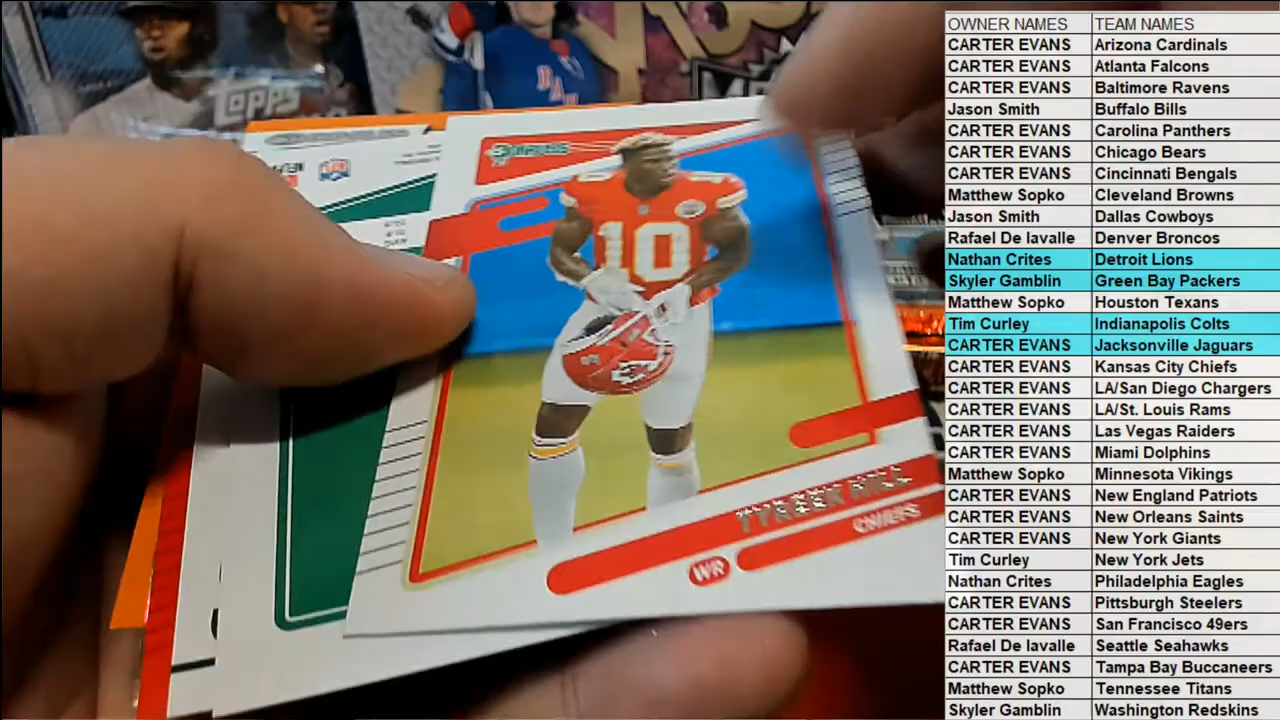 OWNER NAMES TEAM NAMES
CARTER EVANS Arizona Cardinals
CARTER EVANS Atlanta Falcons
CARTER EVANS Baltimore Ravens
Jason Smith Buffalo Bills
CARTER EVANS Carolina Panthers
CARTER EVANS Chicago Bears
CARTER EVANS Cincinnati Bengals
Matthew Sopko Cleveland Browns
Jason Smith Dallas Cowboys
Rafael De lavalle Denver Broncos
Nathan Crites Detroit Lions
Skyler Gamblin Green Bay Packers
Matthew Sopko Houston Texans
Tim Curley Indianapolis Colts
CARTER EVANS Jacksonville Jaguars
CARTER EVANS Kansas City Chiefs
CARTER EVANS LA/San Diego Chargers
CARTER EVANS LA/St. Louis Rams
CARTER EVANS Las Vegas Raiders
CARTER EVANS Miami Dolphins
Matthew Sopko Minnesota Vikings
CARTER EVANS New England Patriots
CARTER EVANS New Orleans Saints
CARTER EVANS New York Giants
Tim Curley New York Jets
Nathan Crites Philadelphia Eagles
CARTER EVANS Pittsburgh Steelers
CARTER EVANS San Francisco 49ers
Rafael De lavalle Seattle Seahawks
CARTER EVANS Tampa Bay Buccaneers
Matthew Sopko Tennessee Titans
Skyler Gamblin Washington Redskins
TOPPS
DONRUSS
10
TYREEK HILL
CHIEFS
WR